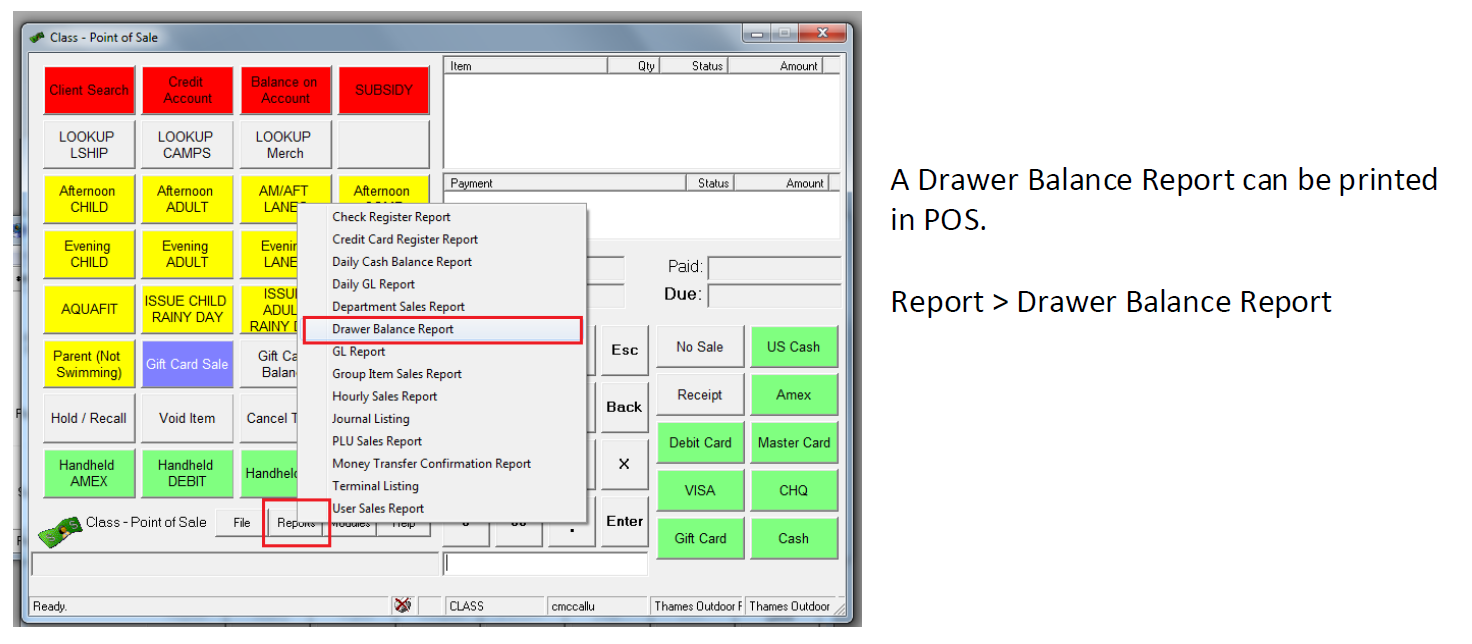 Class - Point of Sale
Item Qty Status Amount
Client Search
Credit
Account
Balance on
Account
SUBSIDY
LOOKUP
LSHIP
LOOKUP
CAMPS
LOOKUP
Merch
Afternoon
CHILD
Afternoon
ADULT
AM/AFT
LANES
Afternoon
Payment Status Amount
Evening
CHILD
Evening
ADULT
LANE
Check Register Report
Credit Card Register Report
Daily Cash Balance Report
Daily GL Report
Department Sales Report
Drawer Balance Report
GL Report
Group Item Sales Report
Hourly Sales Report
Journal Listing
PLU Sales Report
Money Transfer Confirmation Report
Terminal Listing
User Sales Report
Paid:
Due:
AQUAFIT
ISSUE CHILD
RAINY DAY
RAINY
Parent (Not
Swimming)
Gift Card Sale
Gift
Hold / Recall
Void Item
Cancel
Handheld
AMEX
Handheld
DEBIT
Handheld
Esc
Back
X
Enter
.
No Sale
US Cash
Receipt
Amex
Debit Card
Master Card
VISA
CHQ
Gift Card
Cash
Class - Point of Sale
File
Reports
Modules
Help
Ready.
CLASS
cmccallu
Thames Outdoor F
Thames Outdoor
A Drawer Balance Report can be printed
in POS.
Report > Drawer Balance Report